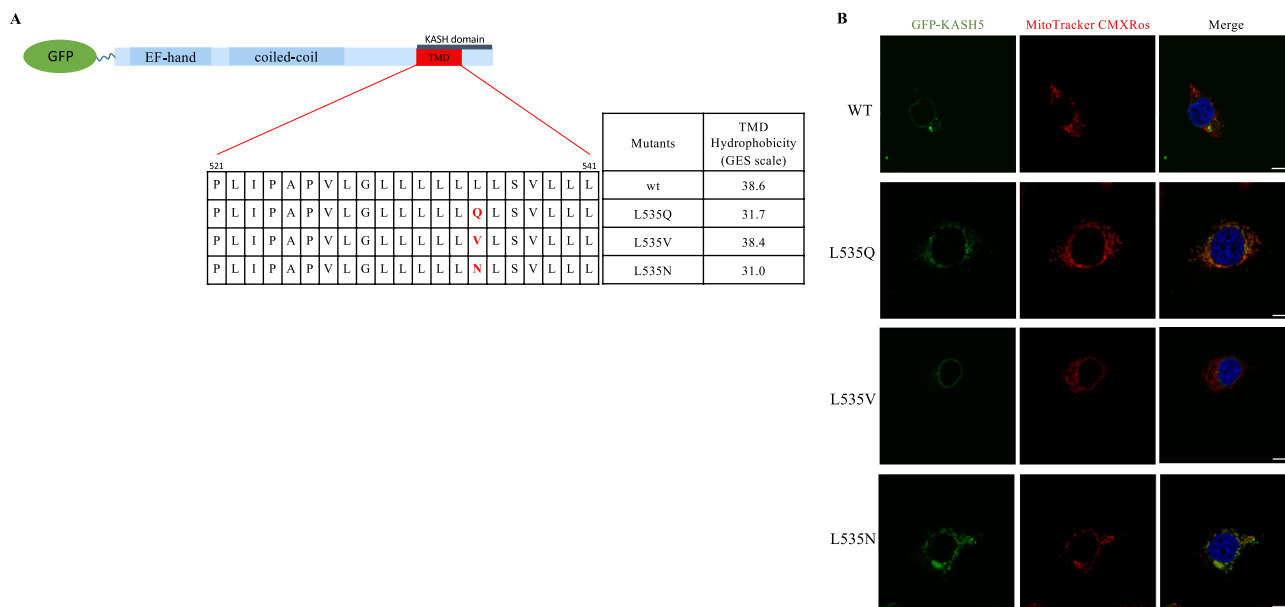 A
GFP
EF-hand
coiled-coil
KASH domain
TMD
521
541
P L I P A P V L G L L L L L L L S V L L L
P L I P A P V L G L L L L L Q L S V L L L
P L I P A P V L G L L L L L V L S V L L L
P L I P A P V L G L L L L L N L S V L L L
Mutants
TMD
Hydrophobicity
(GES scale)
wt 38.6
L535Q 31.7
L535V 38.4
L535N 31.0
B
GFP-KASH5 MitoTracker CMXRos Merge
WT
L535Q
L535V
L535N